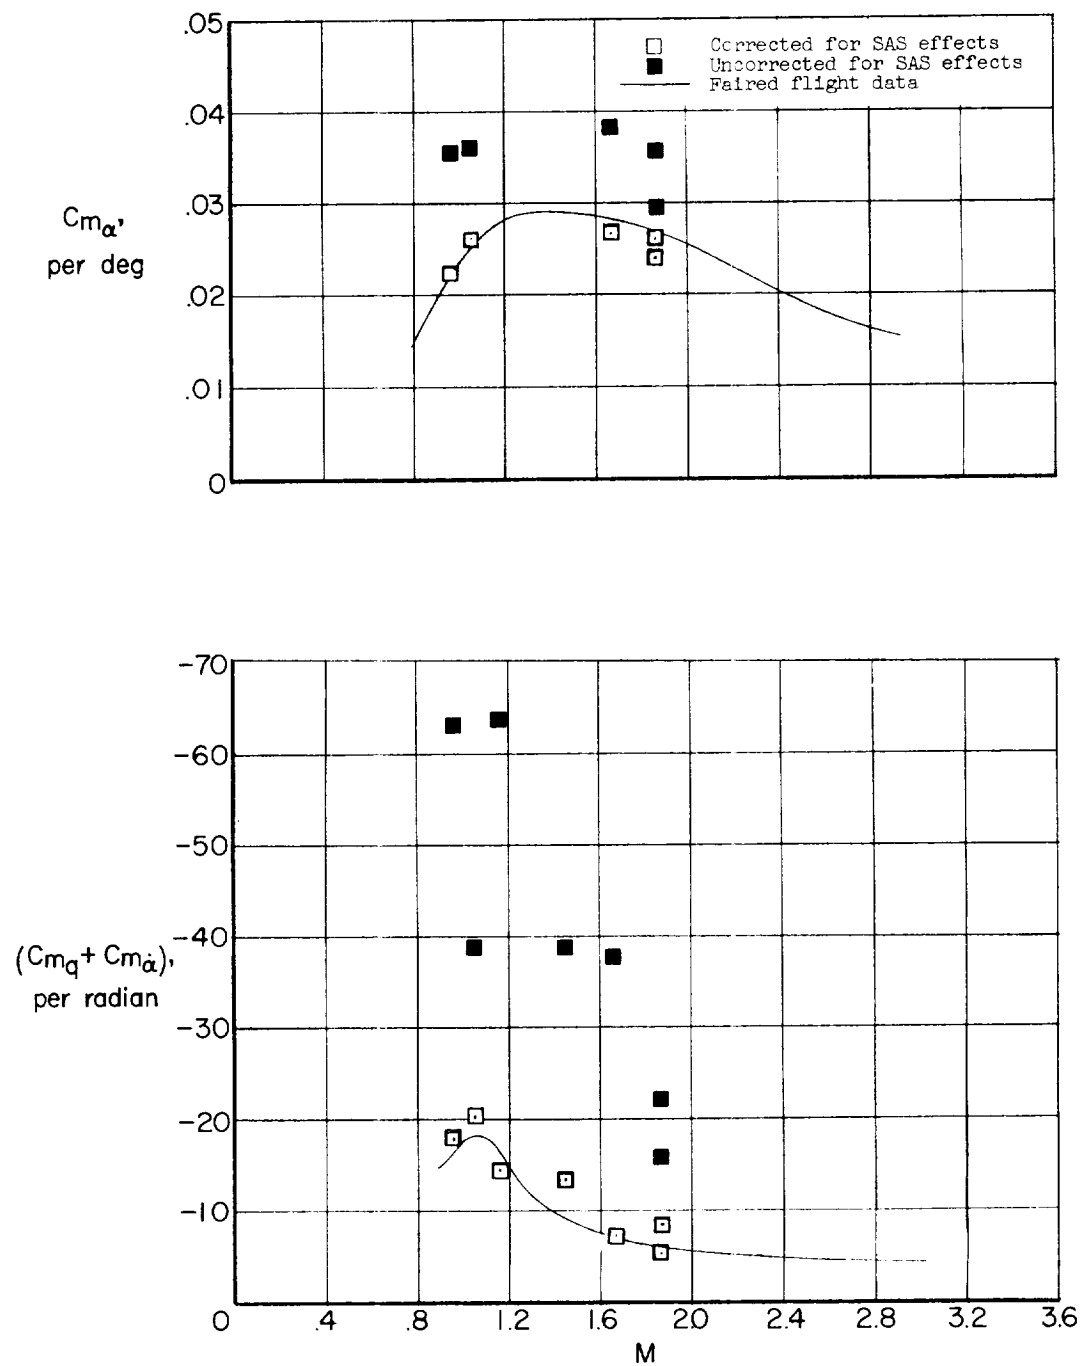 .05
.04
.03
.02
.01
0
Cmα,
per deg
Corrected for SAS effects
Uncorrected for SAS effects
Faired flight data
-70
-60
-50
-40
-30
-20
-10
0
(Cmq + Cmα̇),
per radian
.4 .8 1.2 1.6 2.0 2.4 2.8 3.2 3.6
M